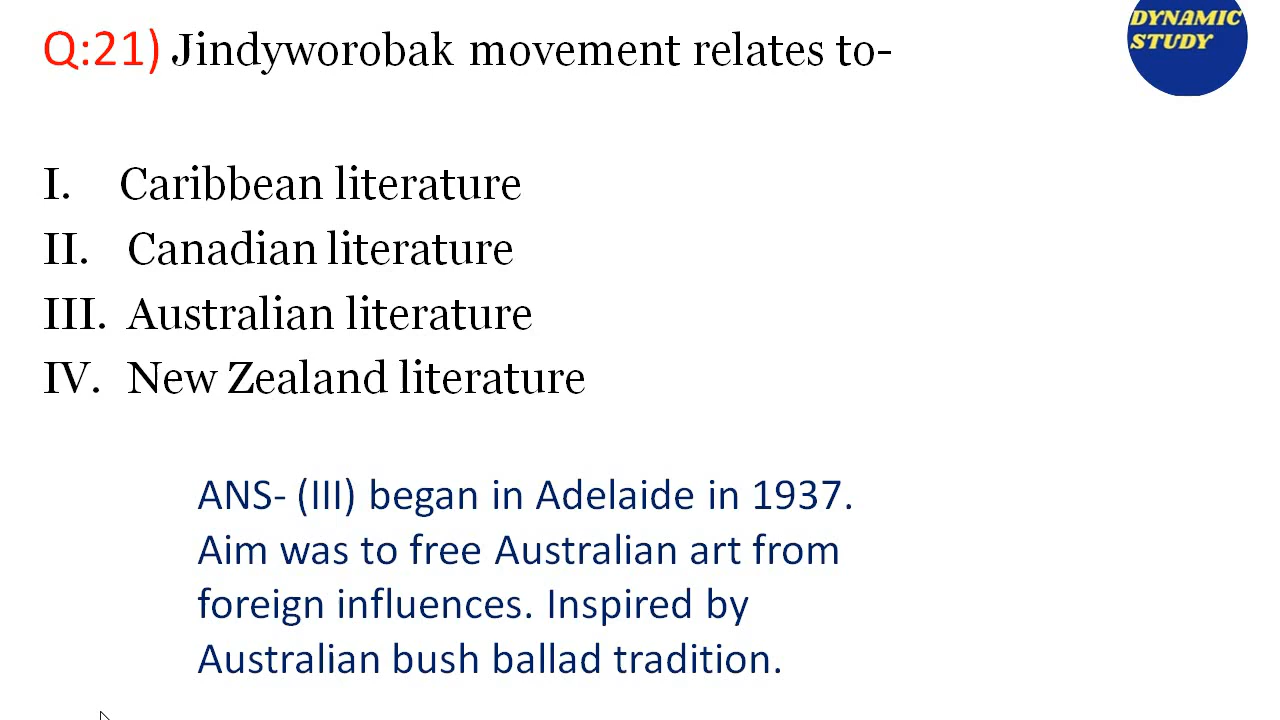 Q:21) Jindyworobak movement relates to-
DYNAMIC
STUDY
I. Caribbean literature
II. Canadian literature
III. Australian literature
IV. New Zealand literature
ANS- (III) began in Adelaide in 1937.
Aim was to free Australian art from
foreign influences. Inspired by
Australian bush ballad tradition.